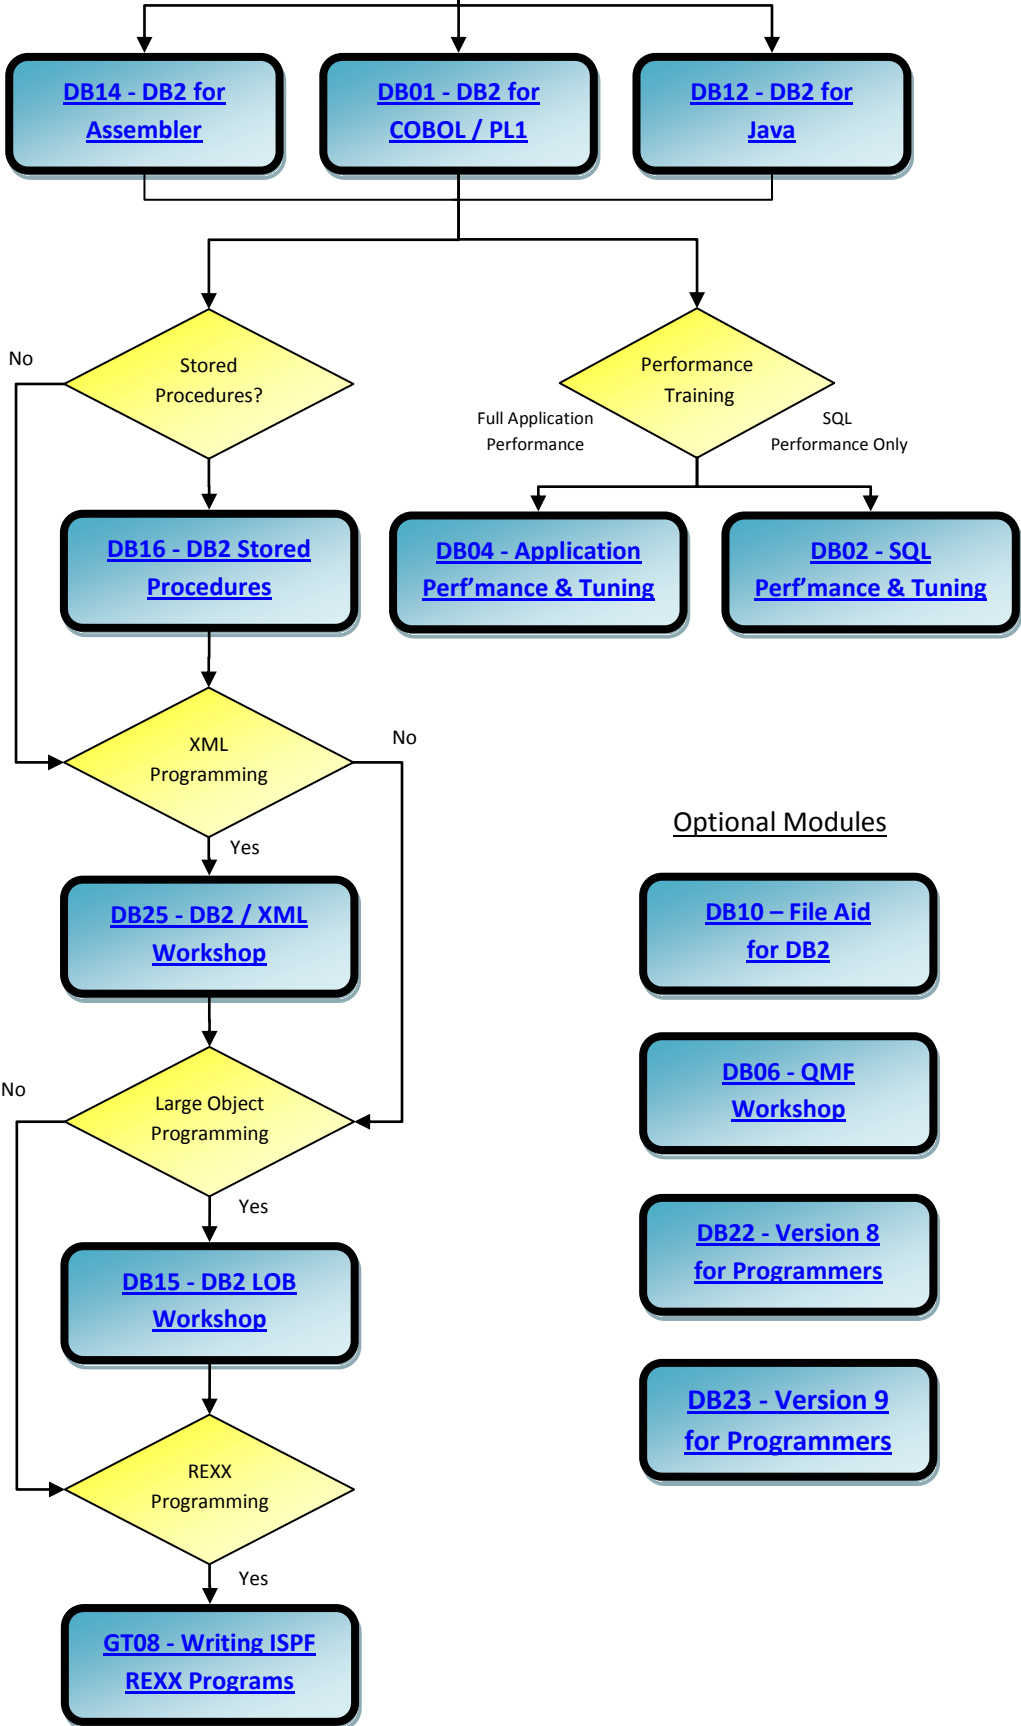 DB14 - DB2 for
Assembler
DB01 - DB2 for
COBOL / PL1
DB12 - DB2 for
Java
No
Stored
Procedures?
Performance
Training
Full Application
Performance
SQL
Performance Only
DB16 - DB2 Stored
Procedures
DB04 - Application
Perf’mance & Tuning
DB02 - SQL
Perf’mance & Tuning
XML
Programming
No
Yes
Optional Modules
DB25 - DB2 / XML
Workshop
DB10 – File Aid
for DB2
DB06 - QMF
Workshop
No
Large Object
Programming
Yes
DB22 - Version 8
for Programmers
DB15 - DB2 LOB
Workshop
DB23 - Version 9
for Programmers
REXX
Programming
Yes
GT08 - Writing ISPF
REXX Programs